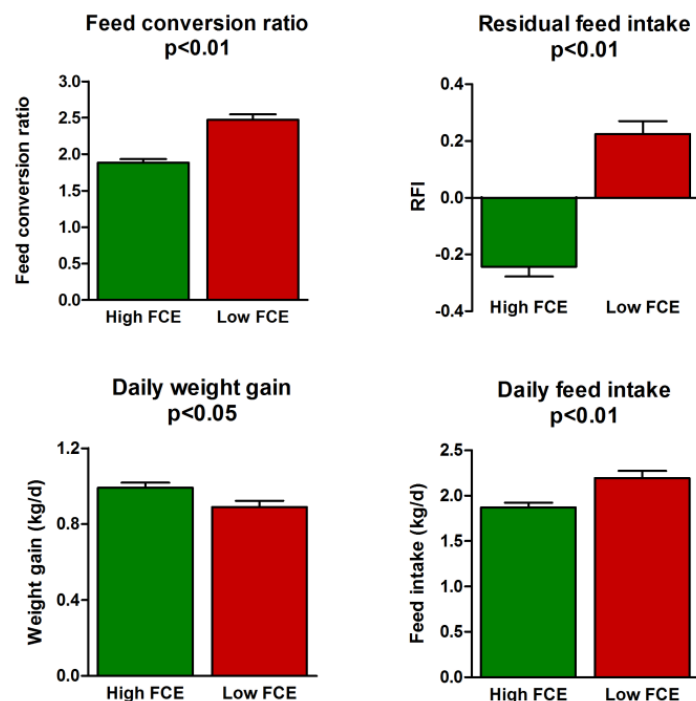 Feed conversion ratio
p<0.01
Feed conversion ratio
3.0
2.5
2.0
1.5
1.0
0.5
0.0
High FCE Low FCE
Residual feed intake
p<0.01
RFI
0.4
0.2
0.0
-0.2
-0.4
High FCE Low FCE
Daily weight gain
p<0.05
Weight gain (kg/d)
1.2
0.8
0.4
0.0
High FCE Low FCE
Daily feed intake
p<0.01
Feed intake (kg/d)
2.5
2.0
1.5
1.0
0.5
0.0
High FCE Low FCE